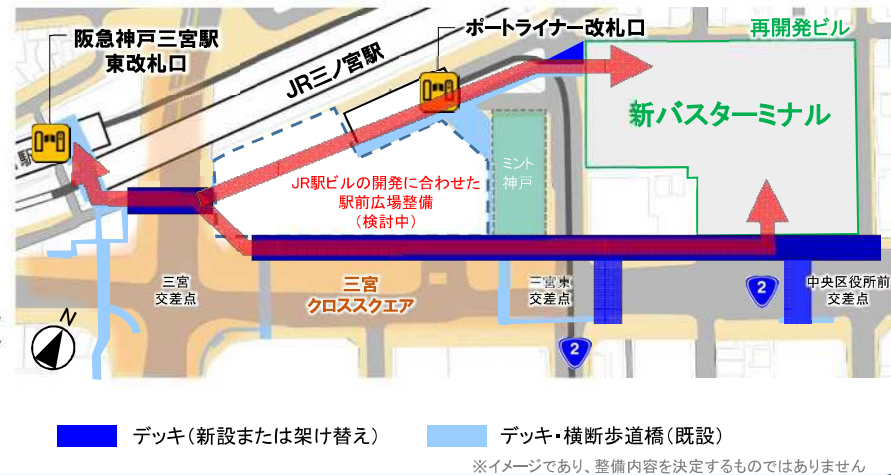 阪急神戸三宮駅
東改札口
ポートライナー改札口
再開発ビル
JR三ノ宮駅
新バスターミナル
ミント
神戸
JR駅ビルの開発に合わせた
駅前広場整備
（検討中）
三宮
交差点
三宮
クロススクエア
三宮東
交差点
2
中央区役所前
交差点
2
N
デッキ（新設または架け替え）
デッキ・横断歩道橋（既設）
※イメージであり、整備内容を決定するものではありません